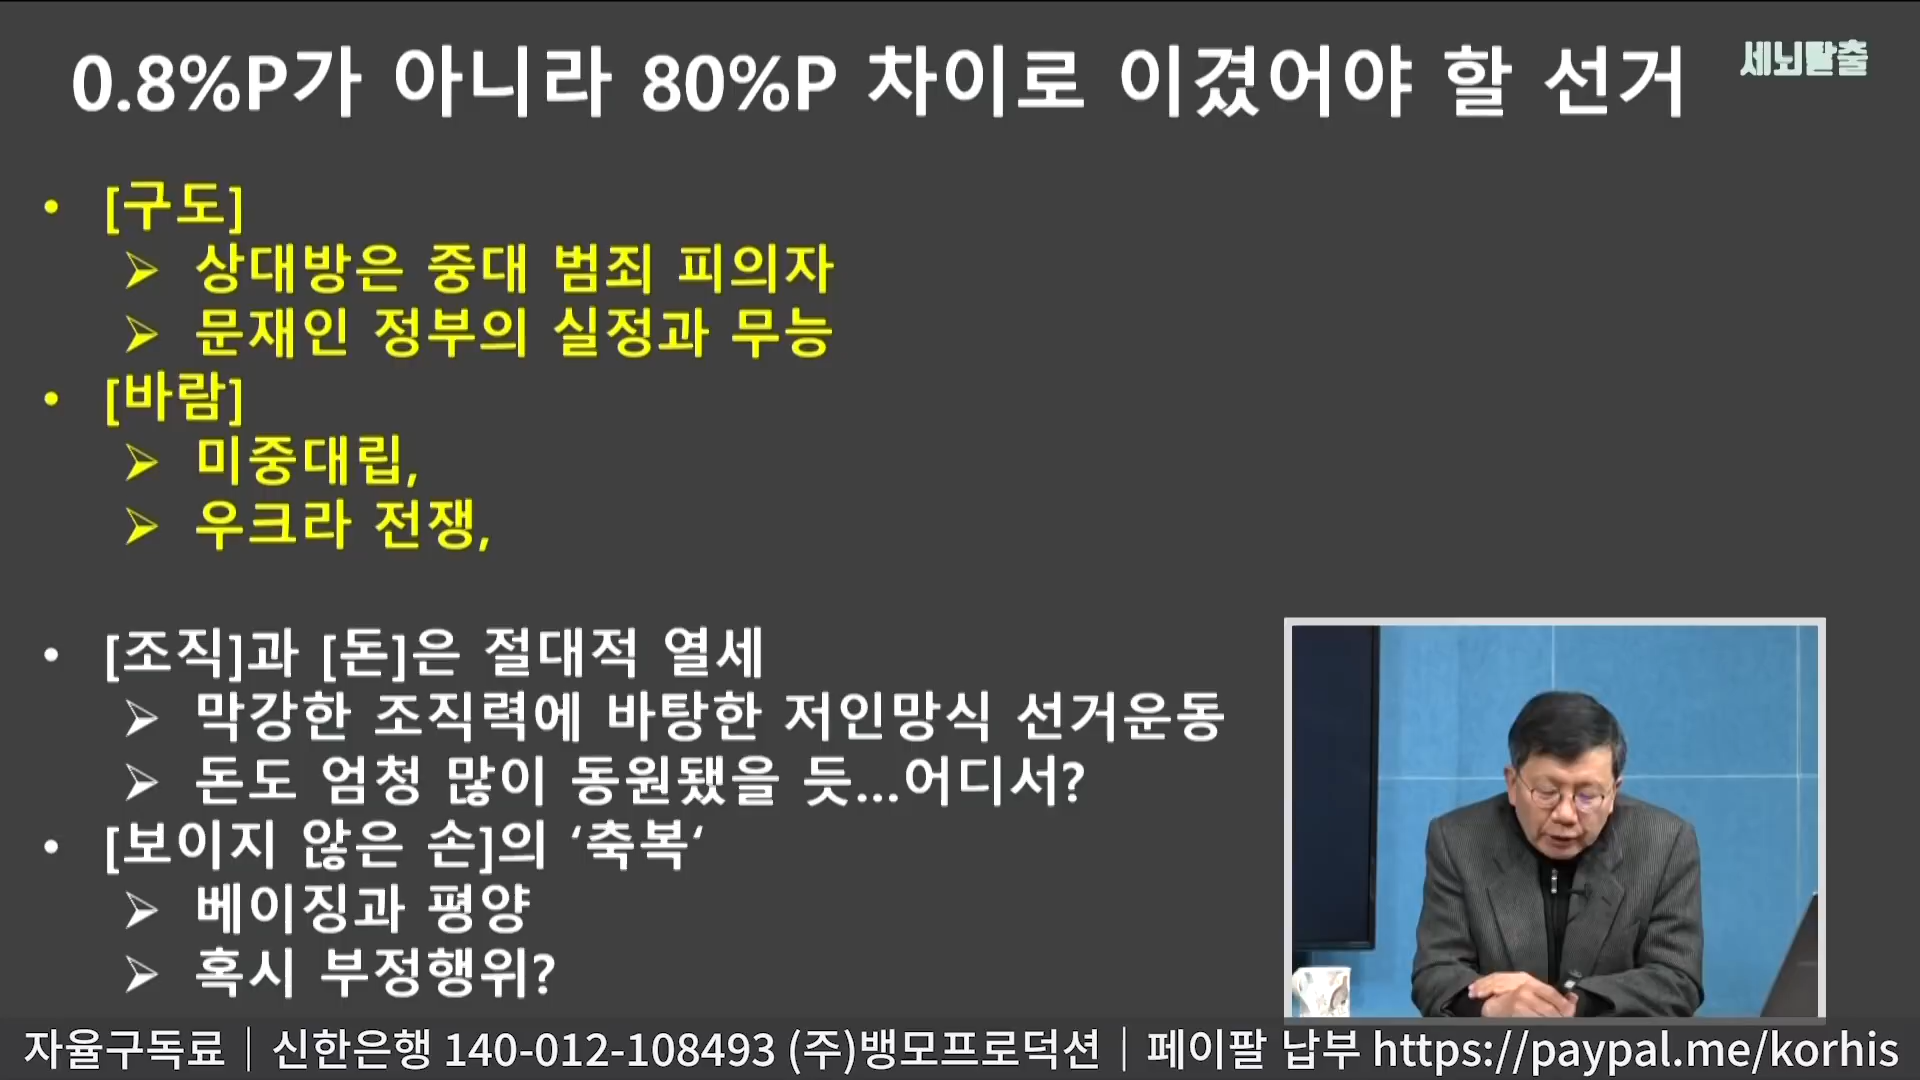 0.8%P가 아니라 80%P 차이로 이겼어야 할 선거
세뇌탈출
• [구도]
➢ 상대방은 중대 범죄 피의자
➢ 문재인 정부의 실정과 무능
• [바람]
➢ 미중대립,
➢ 우크라 전쟁,
• [조직]과 [돈]은 절대적 열세
➢ 막강한 조직력에 바탕한 저인망식 선거운동
➢ 돈도 엄청 많이 동원됐을 듯...어디서?
• [보이지 않은 손]의 ‘축복‘
➢ 베이징과 평양
➢ 혹시 부정행위?
자율구독료｜신한은행 140-012-108493 (주)뱅모프로덕션｜페이팔 납부 https://paypal.me/korhis